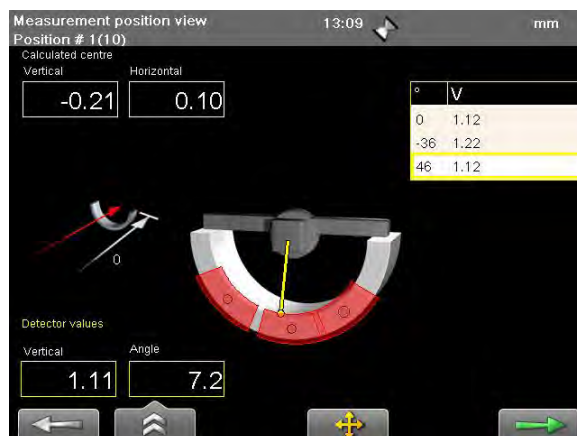 Measurement position view 13:09 mm
Position # 1(10)
Calculated centre
Vertical Horizontal
-0.21 0.10
° V
0 1.12
-36 1.22
46 1.12
0
Detector values
Vertical Angle
1.11 7.2